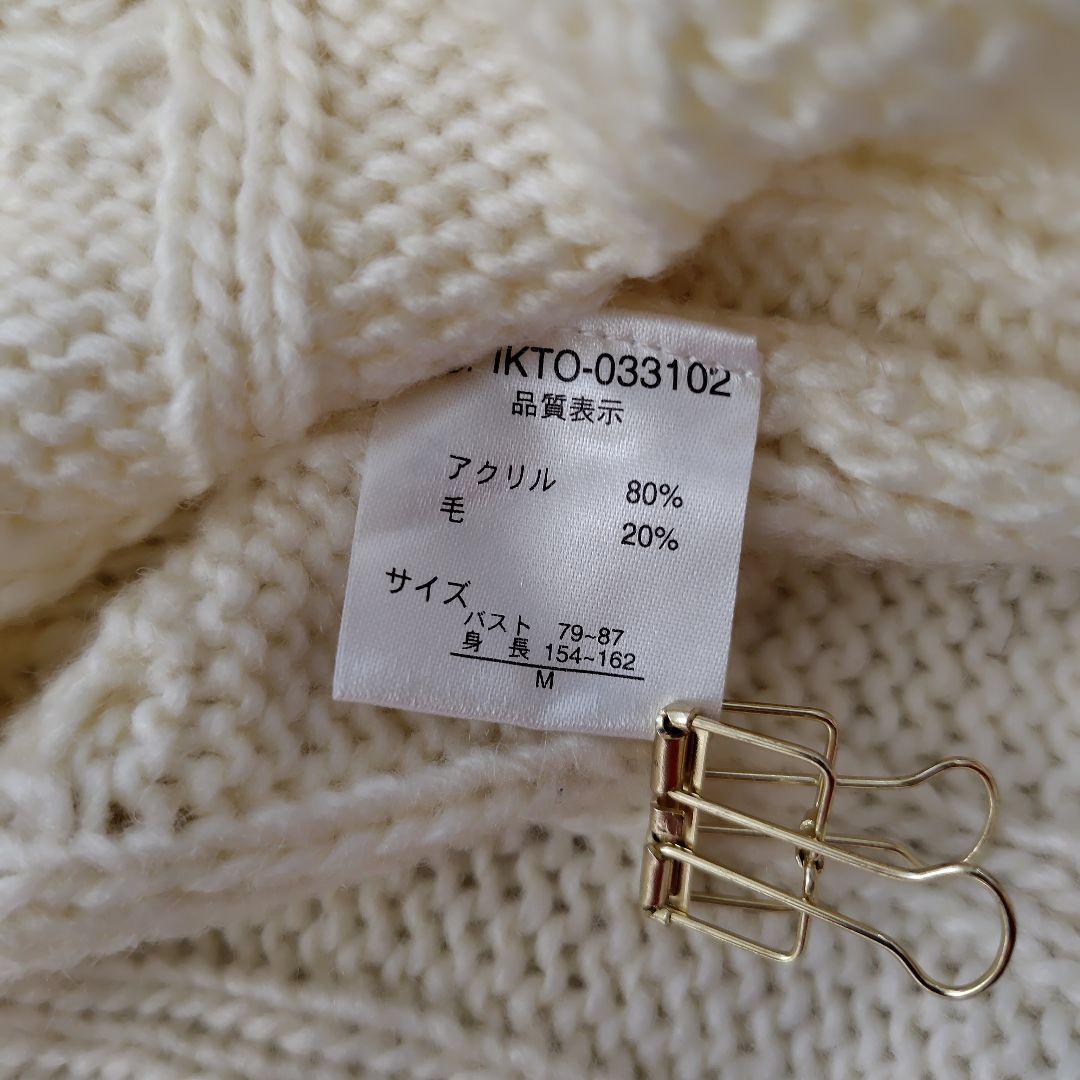 IKTO-033102
品質表示
アクリル 80%
毛 20%
サイズ
バスト 79~87
身長 154~162
M